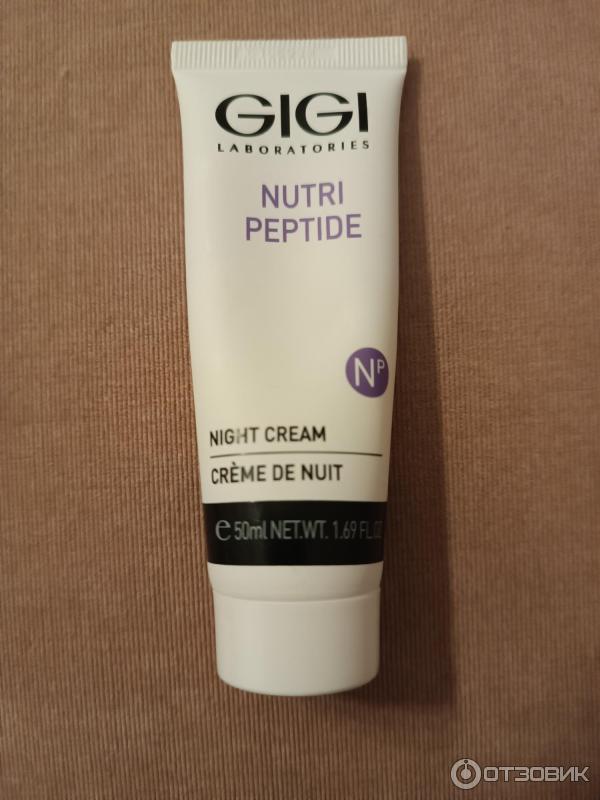 GIGI
LABORATORIES
NUTRI
PEPTIDE
NP
NIGHT CREAM
CRÈME DE NUIT
℮ 50ml NET.WT. 1.69 FL.OZ
ОТЗОВИК